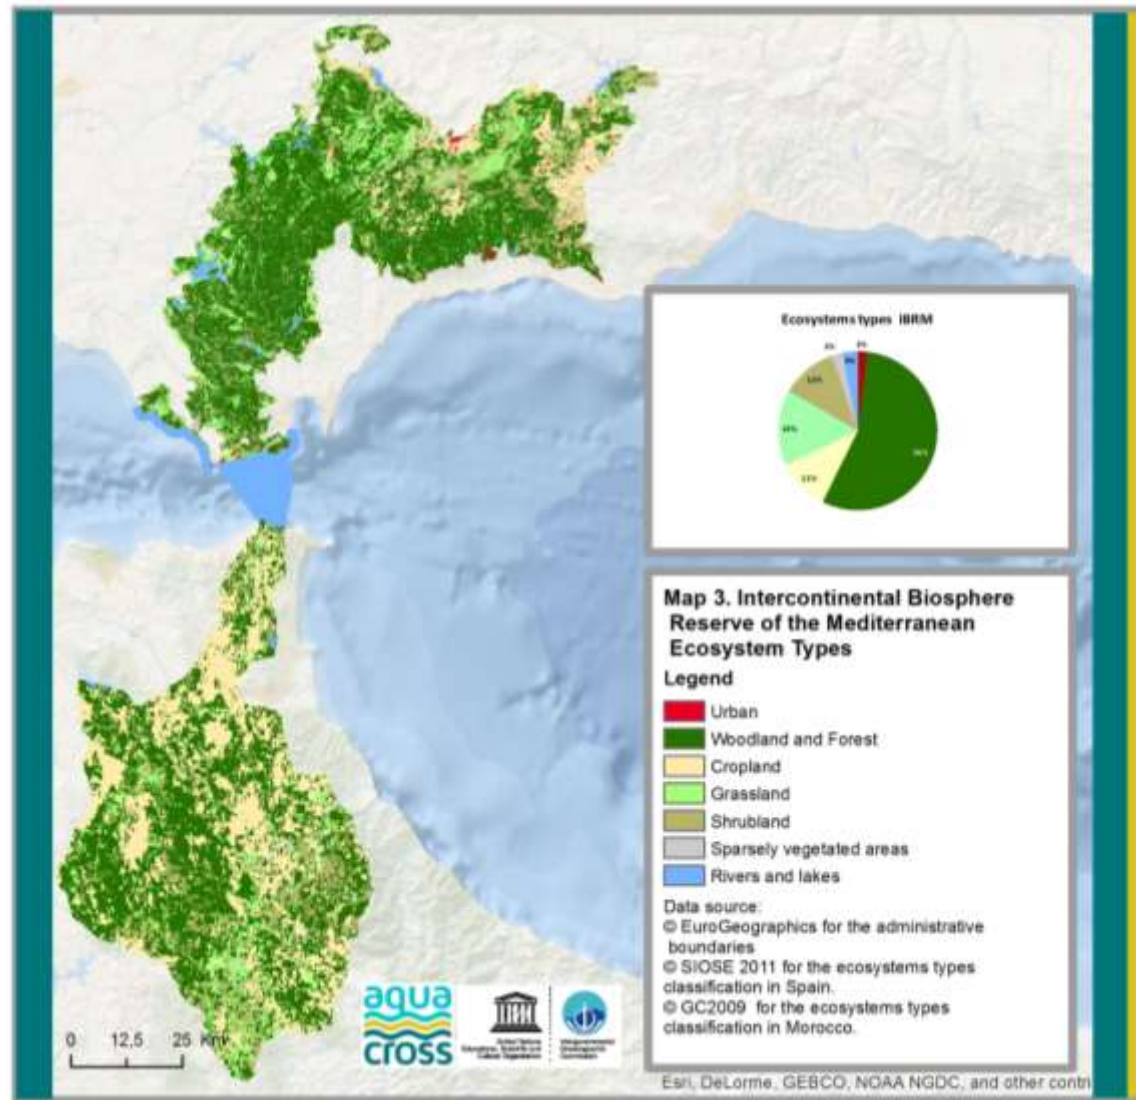 Ecosystems types IBRM
Map 3. Intercontinental Biosphere
Reserve of the Mediterranean
Ecosystem Types
Legend
Urban
Woodland and Forest
Cropland
Grassland
Shrubland
Sparsely vegetated areas
Rivers and lakes
Data source:
© EuroGeographics for the administrative
boundaries
© SIOSE 2011 for the ecosystems types
classification in Spain.
© GC2009 for the ecosystems types
classification in Morocco.
0 12,5 25 Km
aqua
cross
Esri, DeLorme, GEBCO, NOAA NGDC, and other contri